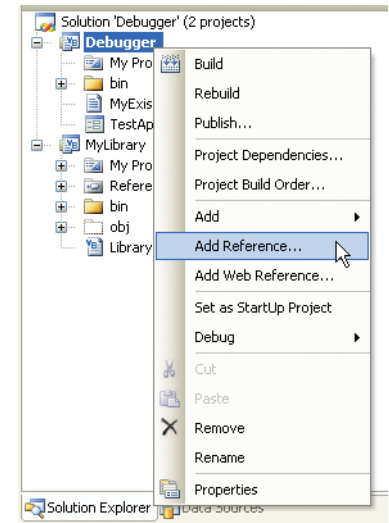 Solution 'Debugger' (2 projects)
Debugger
My Pro
bin
MyExis
TestAp
MyLibrary
My Pro
Refere
bin
obj
Library
Build
Rebuild
Publish...
Project Dependencies...
Project Build Order...
Add
Add Reference...
Add Web Reference...
Set as StartUp Project
Debug
Cut
Paste
Remove
Rename
Properties
Solution Explorer Data Sources